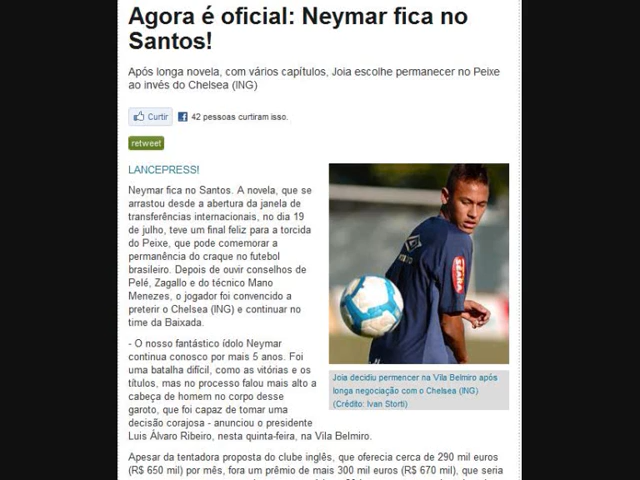 Agora é oficial: Neymar fica no
Santos!
Após longa novela, com vários capítulos, Joia escolhe permanecer no Peixe
ao invés do Chelsea (ING)
Curtir 42 pessoas curtiram isso.
retweet
LANCEPRESS!
Neymar fica no Santos. A novela, que se
arrastou desde a abertura da janela de
transferências internacionais, no dia 19
de julho, teve um final feliz para a torcida
do Peixe, que pode comemorar a
permanência do craque no futebol
brasileiro. Depois de ouvir conselhos de
Pelé, Zagallo e do técnico Mano
Menezes, o jogador foi convencido a
preterir o Chelsea (ING) e continuar no
time da Baixada.
- O nosso fantástico ídolo Neymar
continua conosco por mais 5 anos. Foi
uma batalha difícil, como as vitórias e os
títulos, mas no processo falou mais alto a
cabeça de homem no corpo desse
garoto, que foi capaz de tomar uma
decisão corajosa - anunciou o presidente
Luis Álvaro Ribeiro, nesta quinta-feira, na Vila Belmiro.
SEARA
Joia decidiu permencer na Vila Belmiro após
longa negociação com o Chelsea (ING)
(Crédito: Ivan Storti)
Apesar da tentadora proposta do clube inglês, que oferecia cerca de 290 mil euros
(R$ 650 mil) por mês, fora um prêmio de mais 300 mil euros (R$ 670 mil), que seria